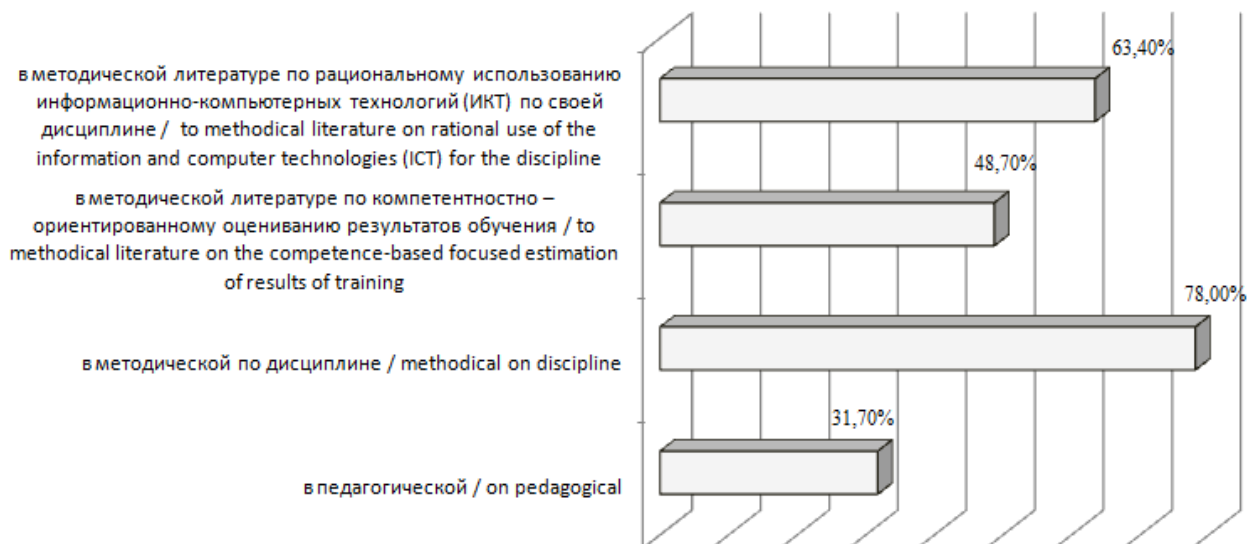 63,40%
в методической литературе по рациональному использованию
информационно-компьютерных технологий (ИКТ) по своей
дисциплине / to methodical literature on rational use of the
information and computer technologies (ICT) for the discipline
48,70%
в методической литературе по компетентностно –
ориентированному оцениванию результатов обучения / to
methodical literature on the competence-based focused estimation
of results of training
78,00%
в методической по дисциплине / methodical on discipline
31,70%
в педагогической / on pedagogical